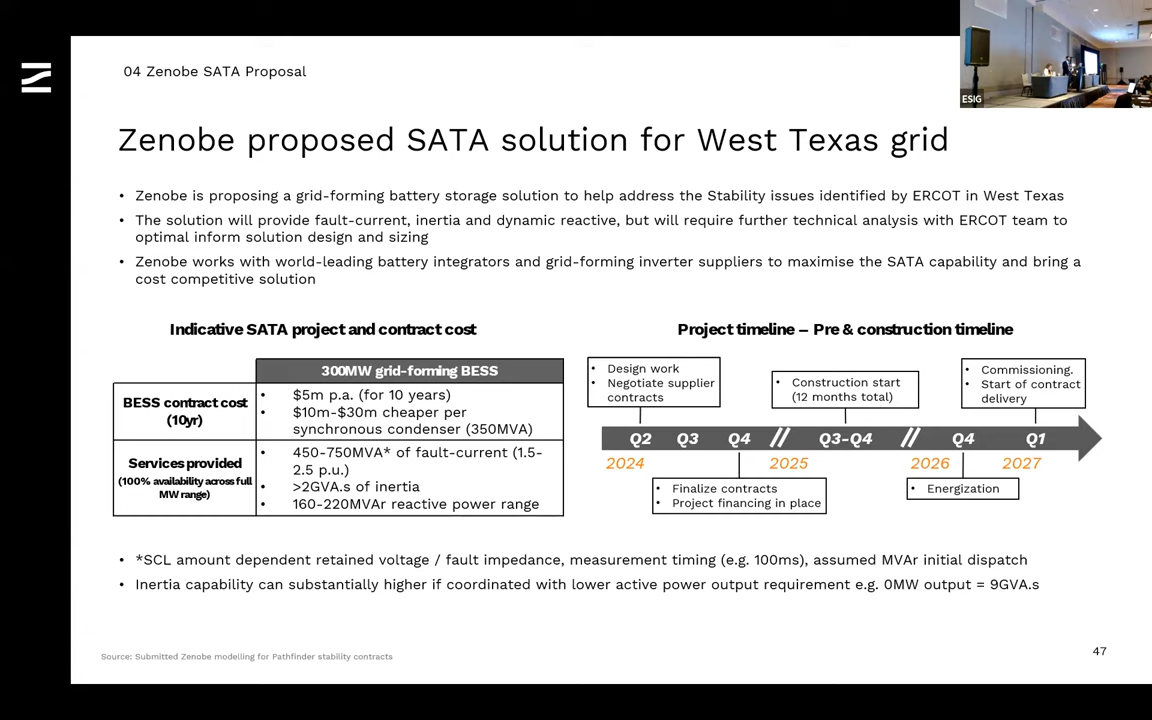 ESIG
04 Zenobe SATA Proposal
Zenobe proposed SATA solution for West Texas grid
• Zenobe is proposing a grid-forming battery storage solution to help address the Stability issues identified by ERCOT in West Texas
• The solution will provide fault-current, inertia and dynamic reactive, but will require further technical analysis with ERCOT team to
optimal inform solution design and sizing
• Zenobe works with world-leading battery integrators and grid-forming inverter suppliers to maximise the SATA capability and bring a
cost competitive solution
Indicative SATA project and contract cost
300MW grid-forming BESS
BESS contract cost
(10yr)
• $5m p.a. (for 10 years)
• $10m-$30m cheaper per
synchronous condenser (350MVA)
Services provided
(100% availability across full
MW range)
• 450-750MVA* of fault-current (1.5-
2.5 p.u.)
• >2GVA.s of inertia
• 160-220MVAr reactive power range
Project timeline – Pre & construction timeline
• Design work
• Negotiate supplier
contracts
• Construction start
(12 months total)
• Commissioning.
• Start of contract
delivery
Q2 Q3 Q4 // Q3-Q4 // Q4 Q1
2024 2025 2026 2027
• Finalize contracts
• Project financing in place
• Energization
• *SCL amount dependent retained voltage / fault impedance, measurement timing (e.g. 100ms), assumed MVAr initial dispatch
• Inertia capability can substantially higher if coordinated with lower active power output requirement e.g. 0MW output = 9GVA.s
Source: Submitted Zenobe modelling for Pathfinder stability contracts
47